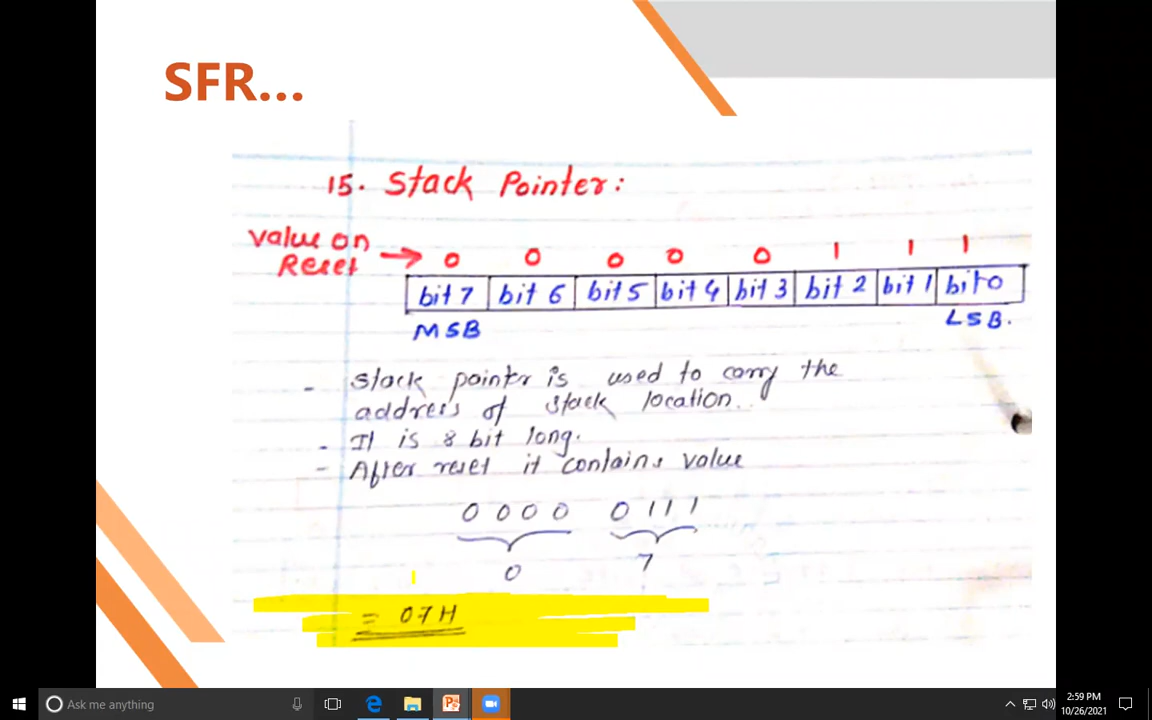 SFR...
15. Stack Pointer:
Value on
Reset → 0 0 0 0 0 1 1 1
bit 7 bit 6 bit 5 bit 4 bit 3 bit 2 bit 1 bit 0
MSB LSB.
- Stack pointer is used to carry the
address of stack location.
- It is 8 bit long.
- After reset it contains value
0 0 0 0 0 1 1 1
0 7
= 07H
Ask me anything
2:59 PM
10/26/2021